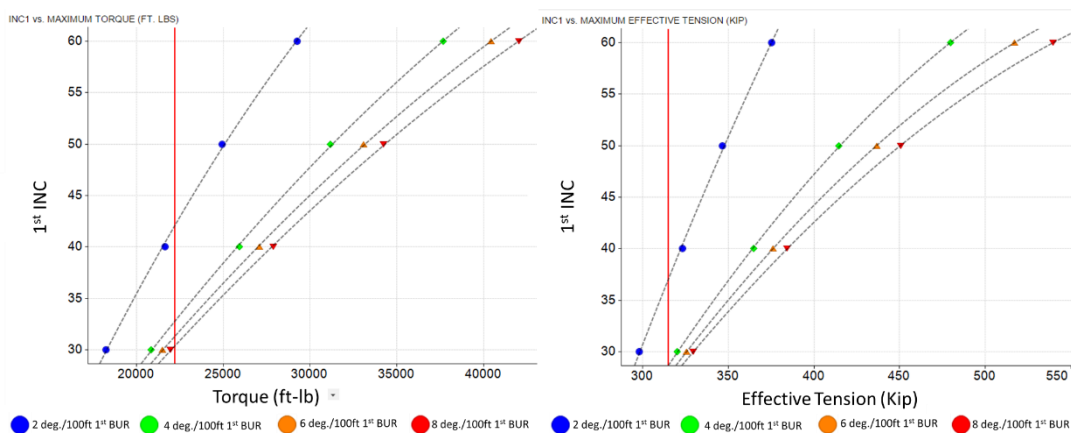 INC1 vs. MAXIMUM TORQUE (FT. LBS)
60
55
50
45
40
35
30
1st INC
20000 25000 30000 35000 40000
Torque (ft-lb)
2 deg./100ft 1st BUR 4 deg./100ft 1st BUR 6 deg./100ft 1st BUR 8 deg./100ft 1st BUR
INC1 vs. MAXIMUM EFFECTIVE TENSION (KIP)
60
55
50
45
40
35
30
1st INC
300 350 400 450 500 550
Effective Tension (Kip)
2 deg./100ft 1st BUR 4 deg./100ft 1st BUR 6 deg./100ft 1st BUR 8 deg./100ft 1st BUR